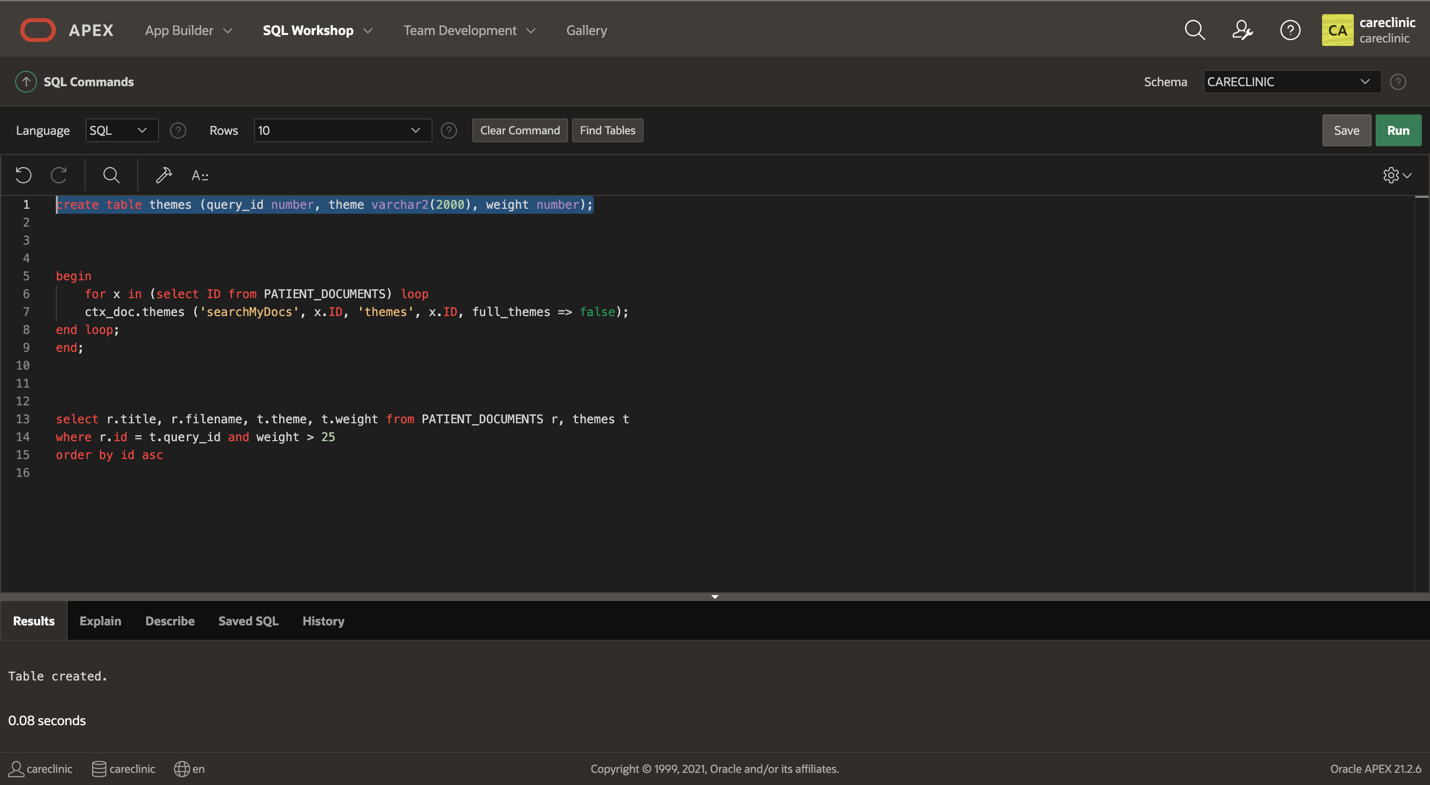 APEX App Builder SQL Workshop Team Development Gallery CA careclinic
careclinic
SQL Commands Schema CARECLINIC ?
Language SQL ? Rows 10 ? Clear Command Find Tables Save Run
A
1 create table themes (query_id number, theme varchar2(2000), weight number);
2
3
4
5 begin
6 for x in (select ID from PATIENT_DOCUMENTS) loop
7 ctx_doc.themes ('searchMyDocs', x.ID, 'themes', x.ID, full_themes => false);
8 end loop;
9 end;
10
11
12
13 select r.title, r.filename, t.theme, t.weight from PATIENT_DOCUMENTS r, themes t
14 where r.id = t.query_id and weight > 25
15 order by id asc
16
Results Explain Describe Saved SQL History
Table created.
0.08 seconds
careclinic careclinic en Copyright © 1999, 2021, Oracle and/or its affiliates. Oracle APEX 21.2.6